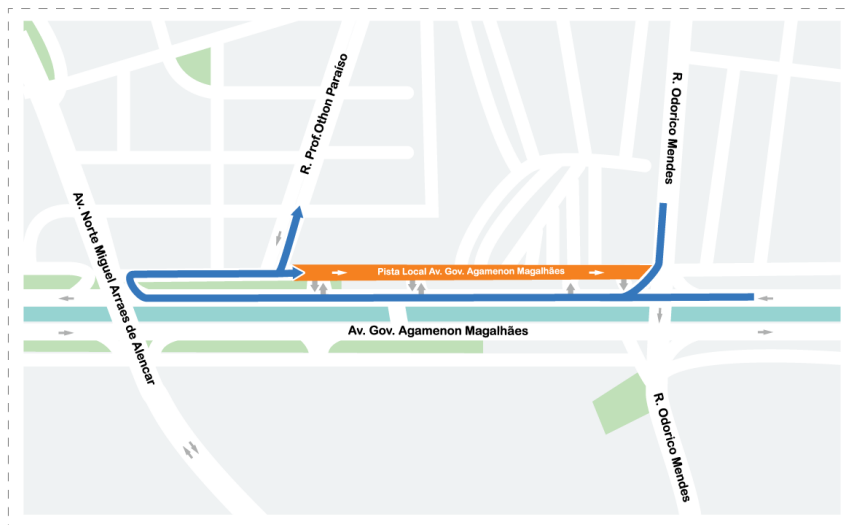 R. Prof.Othon Paraíso
R. Odorico Mendes
Av. Norte Miguel Arraes de Alencar
Pista Local Av. Gov. Agamenon Magalhães
Av. Gov. Agamenon Magalhães
R. Odorico Mendes